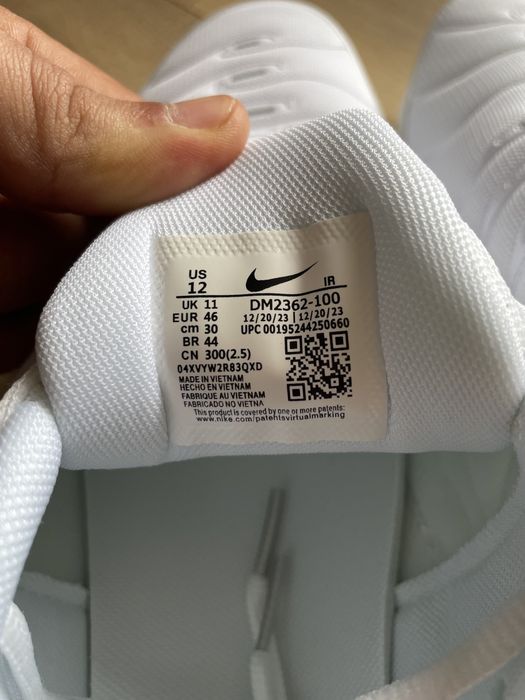 US
12
IR
UK 11
DM2362-100
EUR 46
12/20/23 | 12/20/23
cm 30
UPC 00195244250660
BR 44
CN 300(2.5)
04XVYW2R83QXD
MADE IN VIETNAM
HECHO EN VIETNAM
FABRIQUE AU VIETNAM
FABRICADO NO VIETNA
This product is covered by one or more patents:
www.nike.com/patentsvirtualmarking